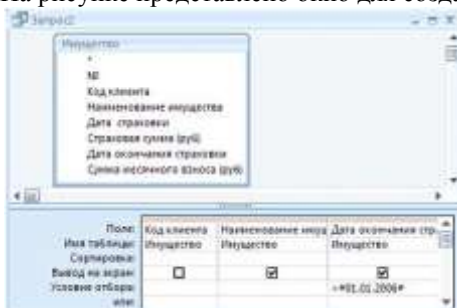 На рисунке представлено окно для созда
Запрос2
Имущество
*
№
Код клиента
Наименование имущества
Дата страховки
Страховая сумма (руб)
Дата окончания страховки
Сумма месячного взноса (руб)
Поле: Код клиента Наименование имущ Дата окончания стр
Имя таблицы: Имущество Имущество Имущество
Сортировка:
Вывод на экран:
Условие отбора: #01.01.2006#
или: